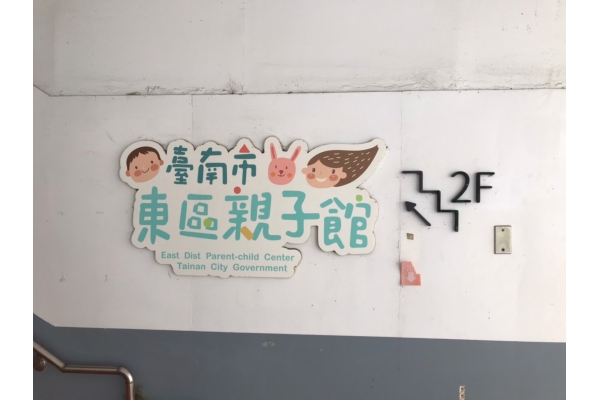 臺南市
東區親子館
East Dist Parent-child Center
Tainan City Government
2F